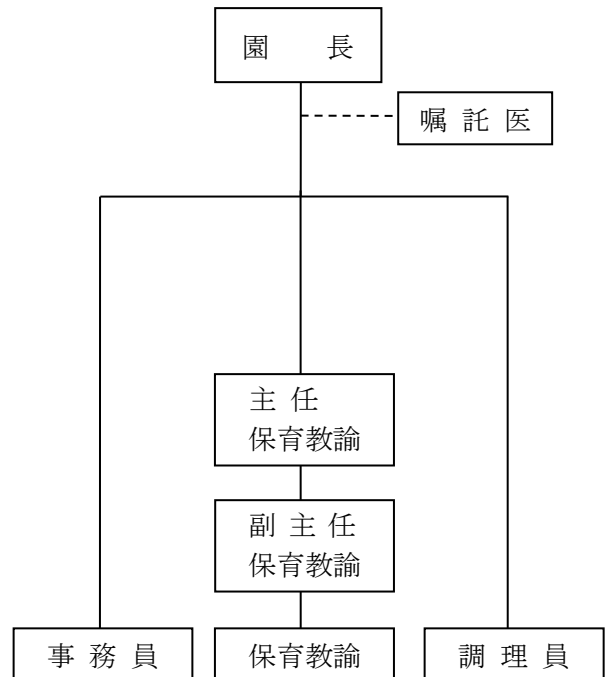 園　　長
嘱 託 医
主 任
保育教諭
副 主 任
保育教諭
事 務 員
保育教諭
調 理 員